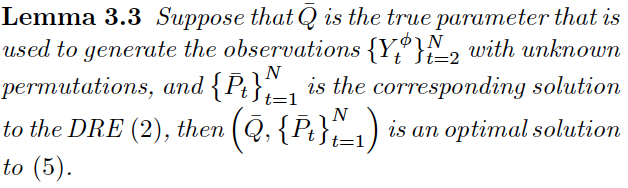 Lemma 3.3 Suppose that Q̄ is the true parameter that is
used to generate the observations {Y_t^ϕ}_{t=2}^N with unknown
permutations, and {P̄_t}_{t=1}^N is the corresponding solution
to the DRE (2), then (Q̄, {P̄_t}_{t=1}^N) is an optimal solution
to (5).